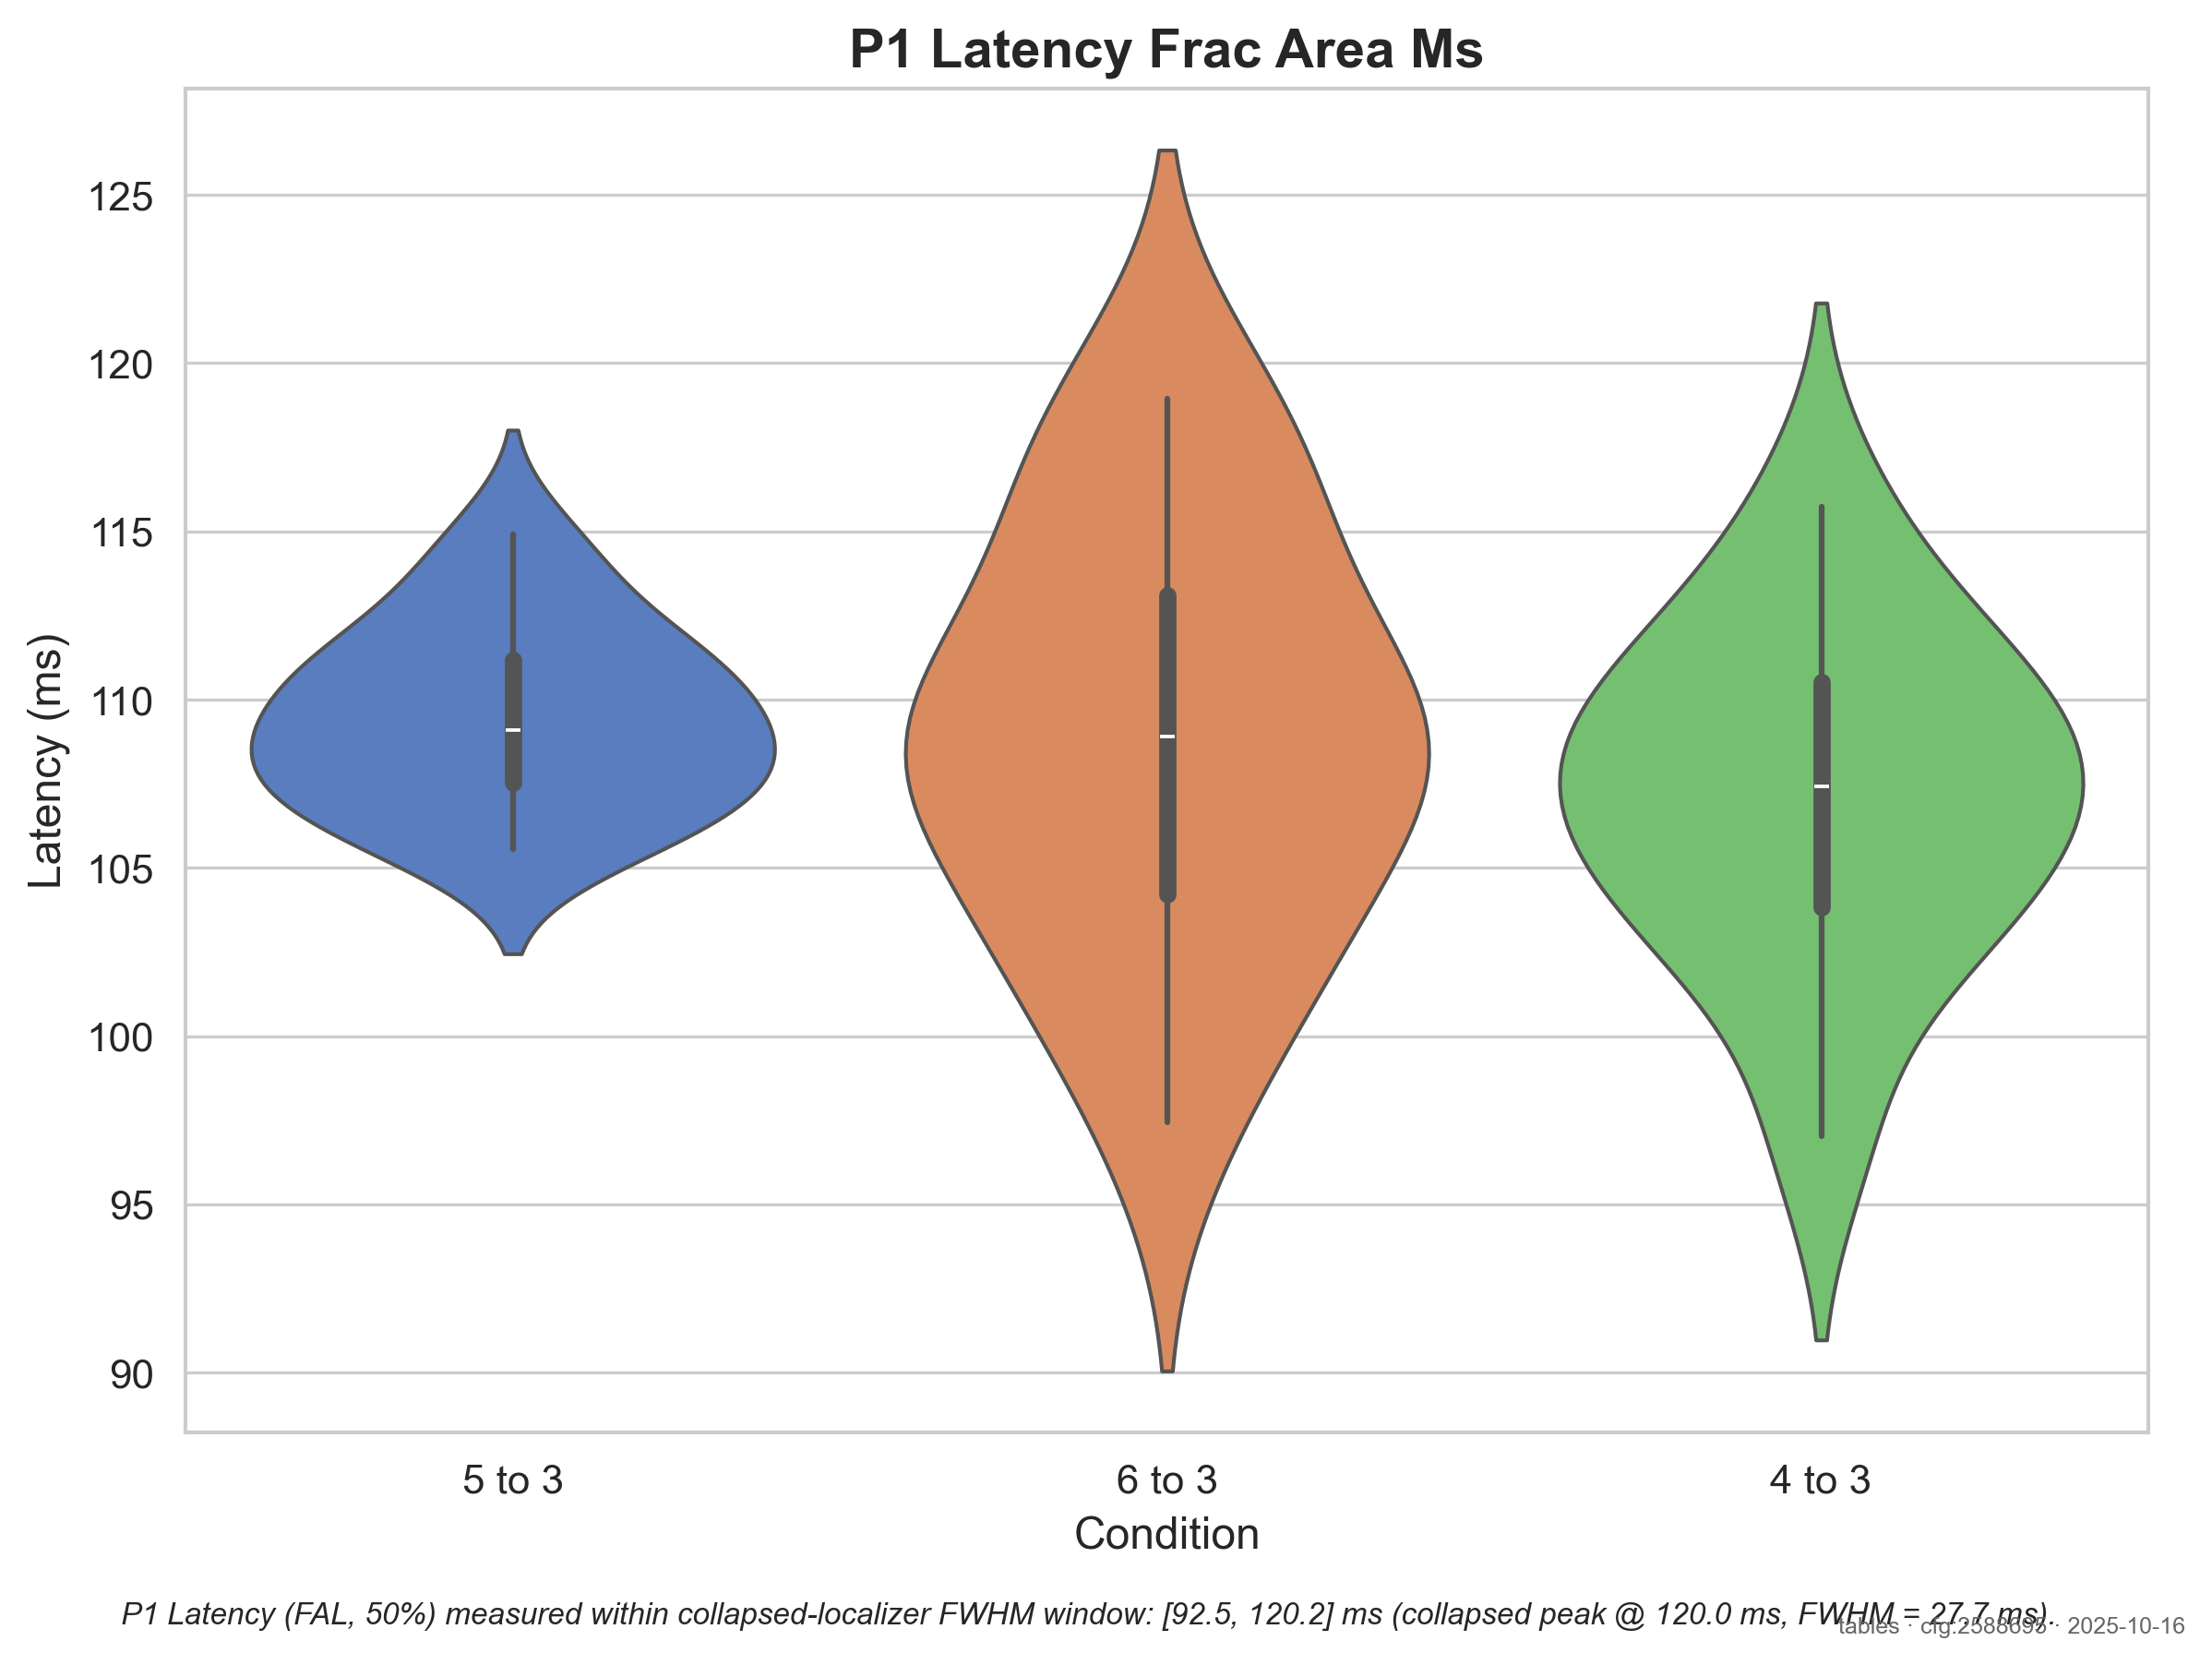 P1 Latency Frac Area Ms
Latency (ms)
125
120
115
110
105
100
95
90
5 to 3
6 to 3
4 to 3
Condition
P1 Latency (FAL, 50%) measured within collapsed-localizer FWHM window: [92.5, 120.2] ms (collapsed peak @ 120.0 ms, FWHM = 27.7 ms).
tables · cfg:2588695 · 2025-10-16